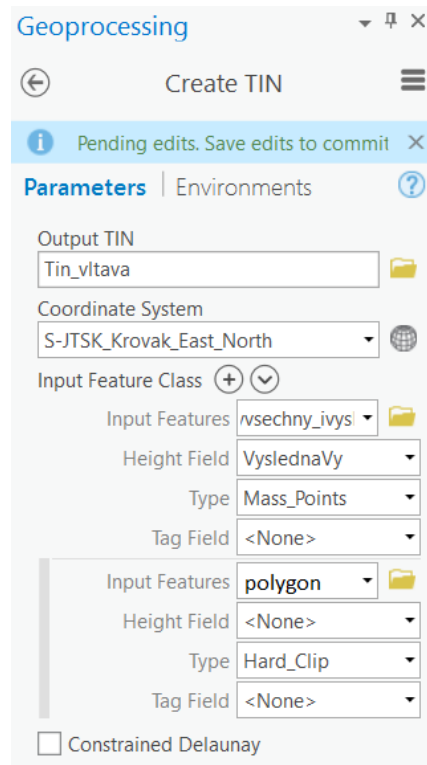 Geoprocessing
Create TIN
Pending edits. Save edits to commit
Parameters | Environments
Output TIN
Tin_vltava
Coordinate System
S-JTSK_Krovak_East_North
Input Feature Class
Input Features vsechny_ivys
Height Field VyslednaVy
Type Mass_Points
Tag Field <None>
Input Features polygon
Height Field <None>
Type Hard_Clip
Tag Field <None>
Constrained Delaunay